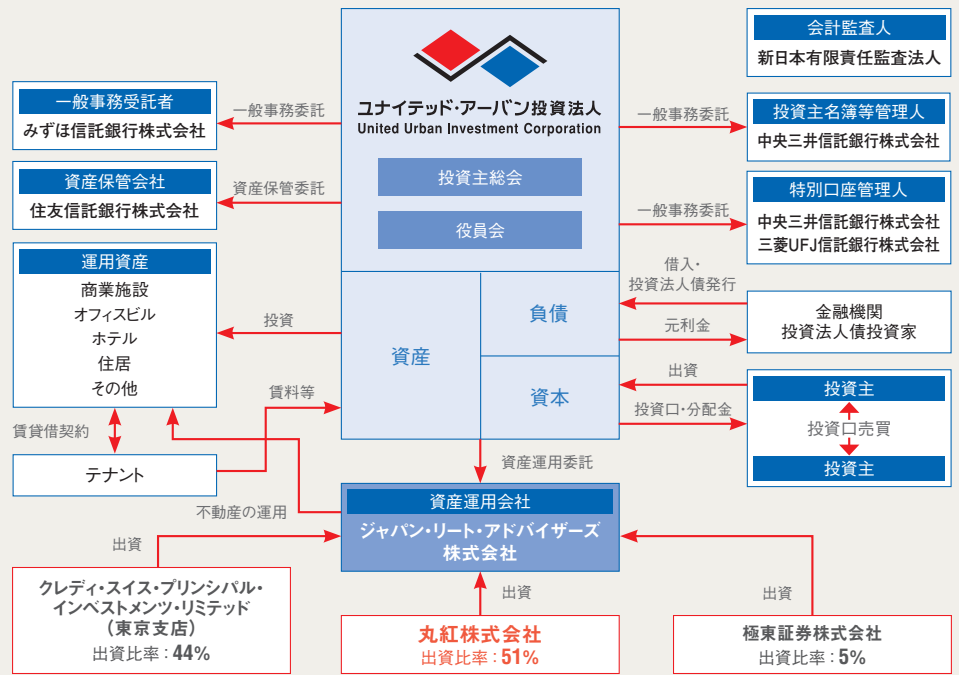 ユナイテッド・アーバン投資法人
United Urban Investment Corporation
投資主総会
役員会
資産
負債
資本
一般事務受託者
みずほ信託銀行株式会社
一般事務委託
資産保管会社
住友信託銀行株式会社
資産保管委託
運用資産
商業施設
オフィスビル
ホテル
住居
その他
投資
賃料等
賃貸借契約
テナント
不動産の運用
会計監査人
新日本有限責任監査法人
一般事務委託
投資主名簿等管理人
中央三井信託銀行株式会社
一般事務委託
特別口座管理人
中央三井信託銀行株式会社
三菱UFJ信託銀行株式会社
借入・
投資法人債発行
元利金
金融機関
投資法人債投資家
出資
投資口・分配金
投資主
投資口売買
投資主
資産運用委託
資産運用会社
ジャパン・リート・アドバイザーズ
株式会社
出資
クレディ・スイス・プリンシパル・
インベストメンツ・リミテッド
（東京支店）
出資比率：44%
出資
丸紅株式会社
出資比率：51%
出資
極東証券株式会社
出資比率：5%